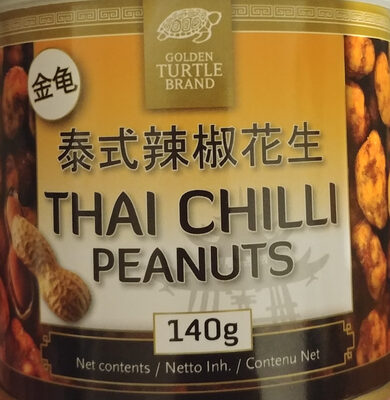 GOLDEN
TURTLE
BRAND
金龟
泰式辣椒花生
THAI CHILLI
PEANUTS
140g
Net contents / Netto Inh. / Contenu Net